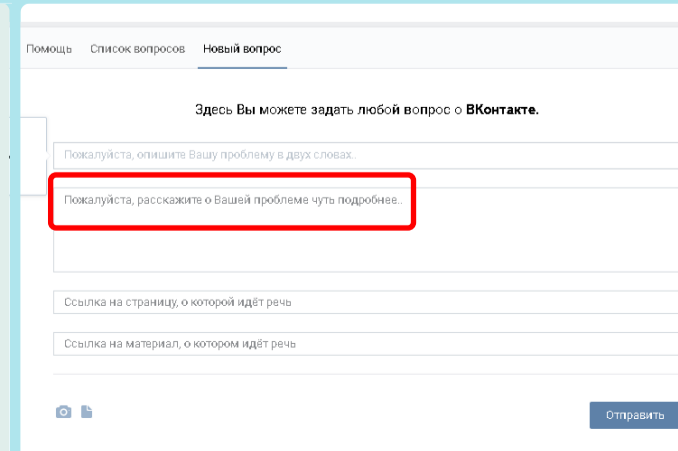 Помощь Список вопросов Новый вопрос
Здесь Вы можете задать любой вопрос о ВКонтакте.
Пожалуйста, опишите Вашу проблему в двух словах..
Пожалуйста, расскажите о Вашей проблеме чуть подробнее..
Ссылка на страницу, о которой идёт речь
Ссылка на материал, о котором идёт речь
Отправить